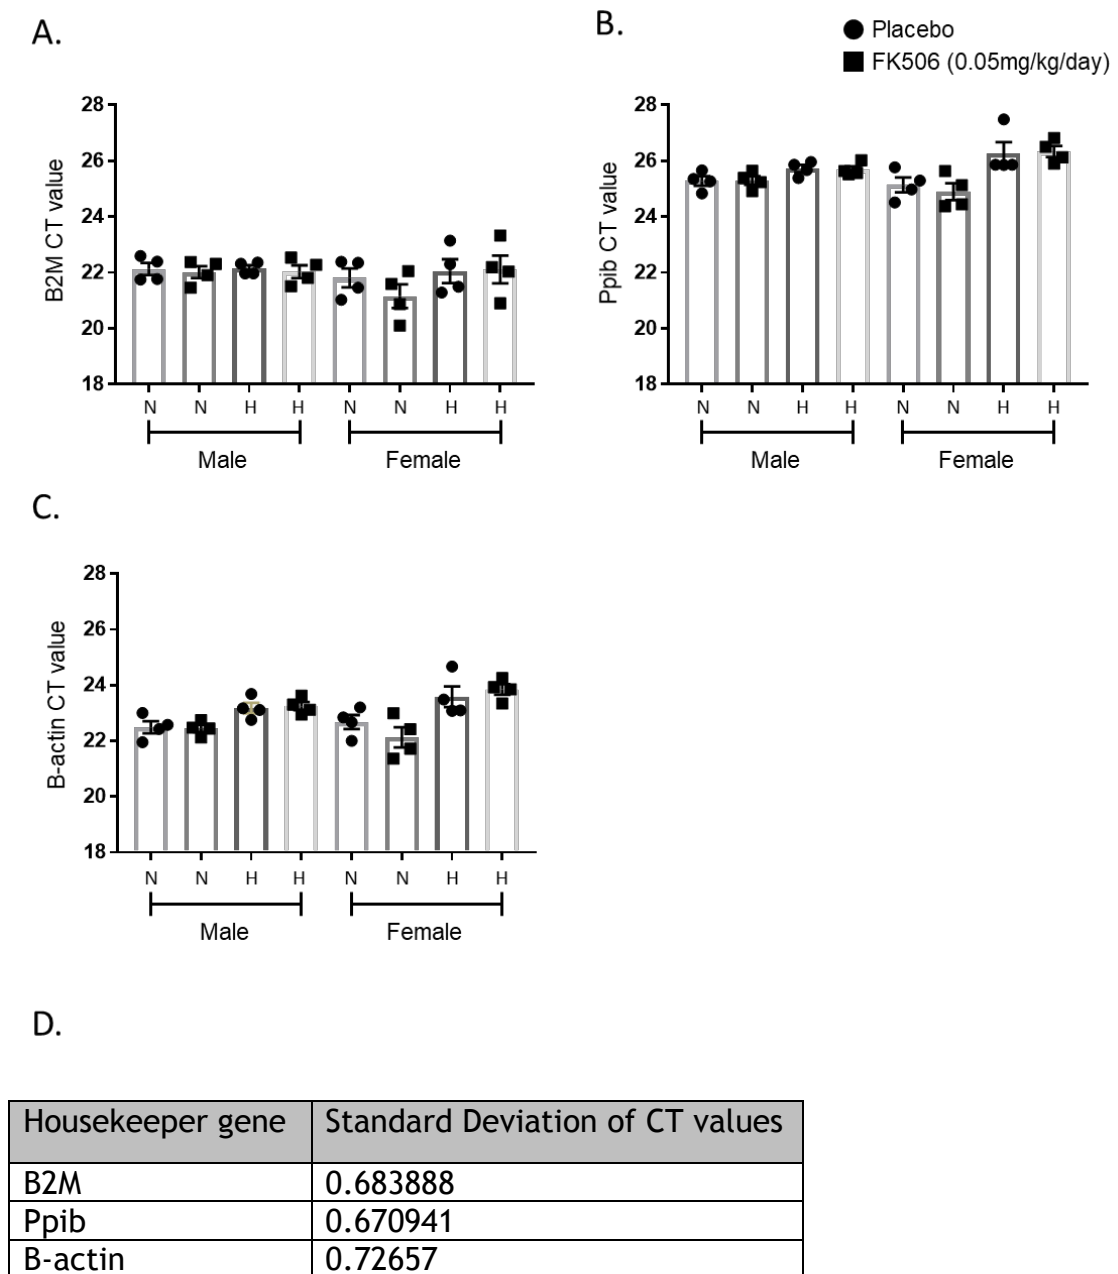 A.
B.
Placebo
FK506 (0.05mg/kg/day)
B2M CT value
28
26
24
22
20
18
N N H H N N H H
Male Female
Ppib CT value
28
26
24
22
20
18
N N H H N N H H
Male Female
C.
B-actin CT value
28
26
24
22
20
18
N N H H N N H H
Male Female
D.
Housekeeper gene Standard Deviation of CT values
B2M 0.683888
Ppib 0.670941
B-actin 0.72657